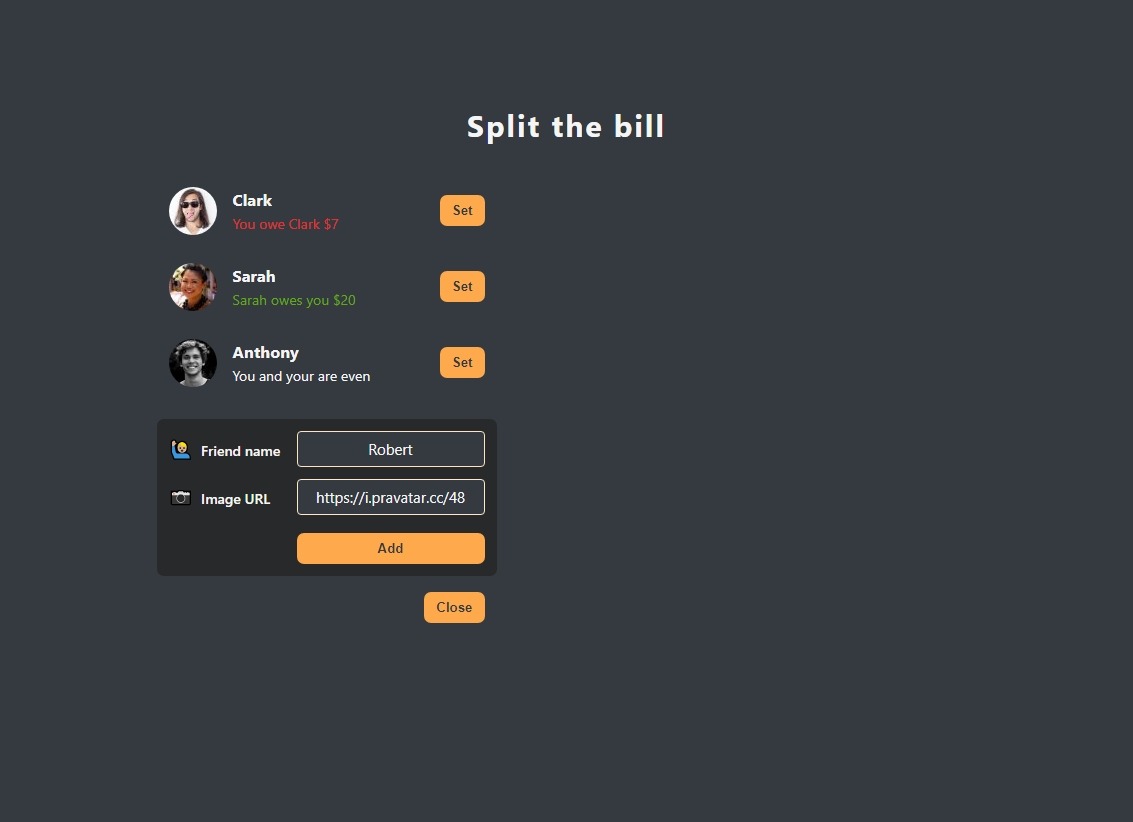 Split the bill
Clark
You owe Clark $7
Set
Sarah
Sarah owes you $20
Set
Anthony
You and your are even
Set
Friend name
Robert
Image URL
https://i.pravatar.cc/48
Add
Close